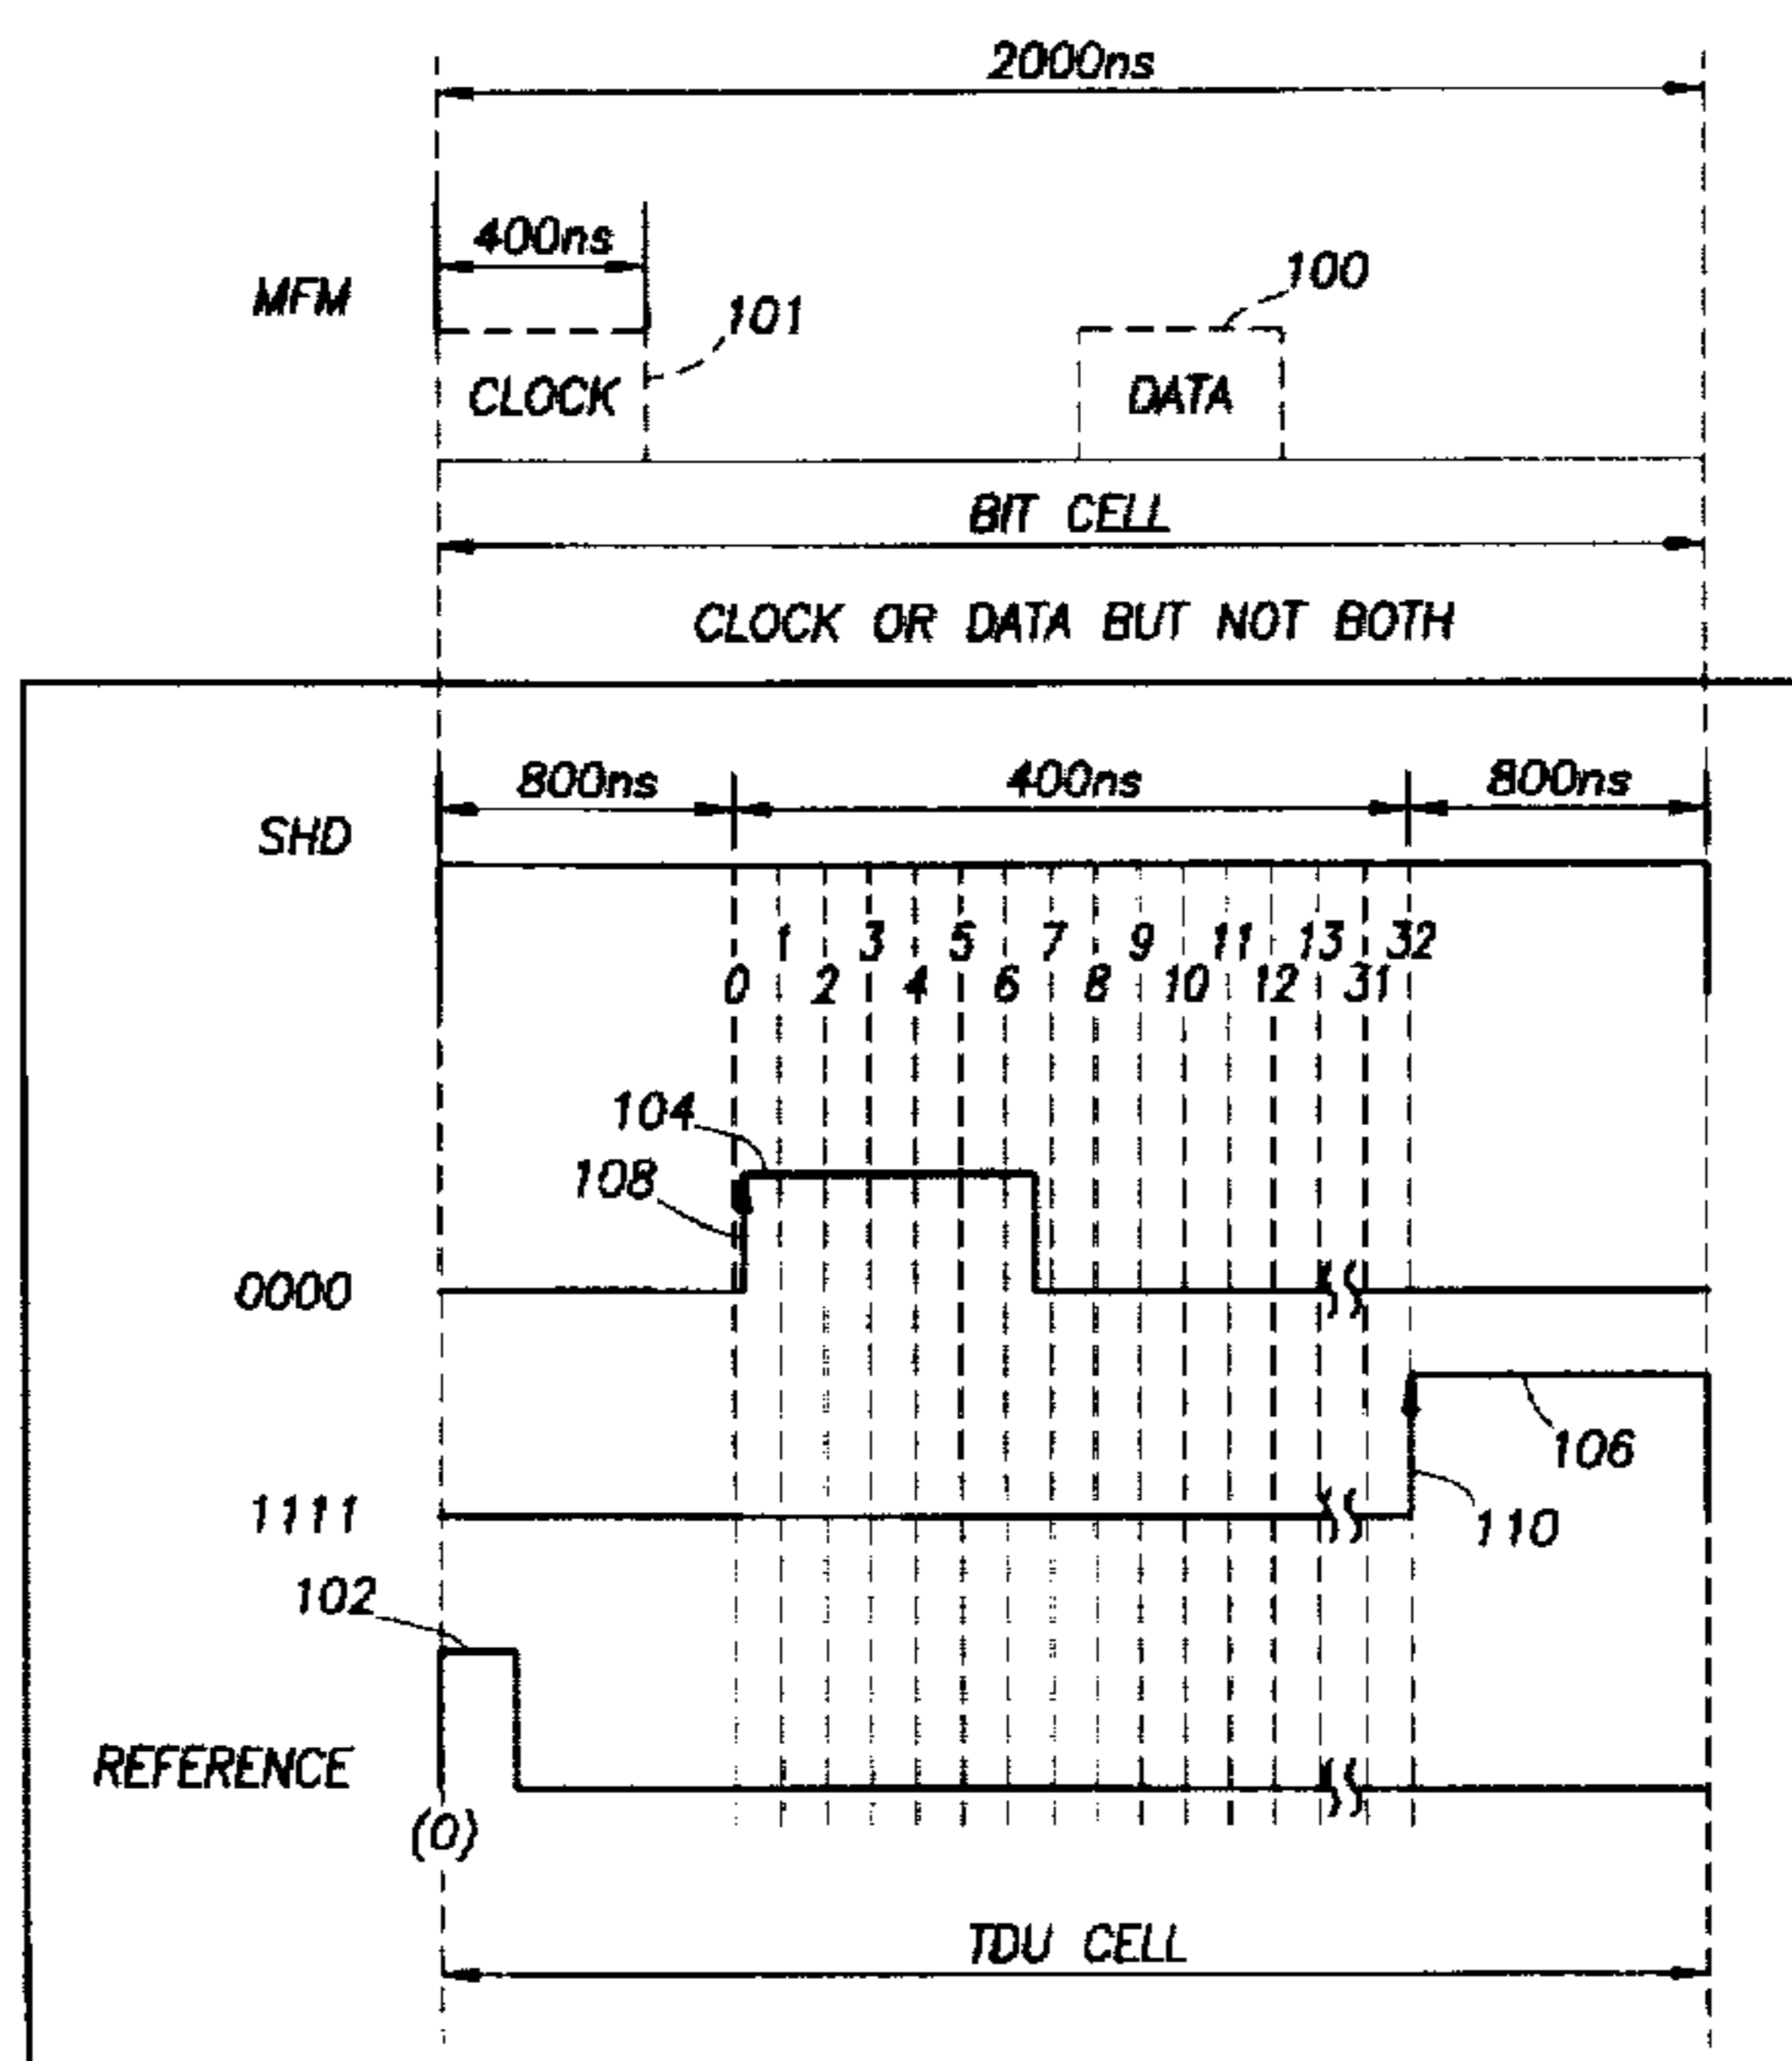 2000ns
400ns
MFM
100
101
CLOCK
DATA
BIT CELL
CLOCK OR DATA BUT NOT BOTH
800ns 400ns 800ns
SHD
1 3 5 7 9 11 13 32
0 2 4 6 8 10 12 31
104
108
0000
106
1111
110
102
REFERENCE
(0)
TDU CELL